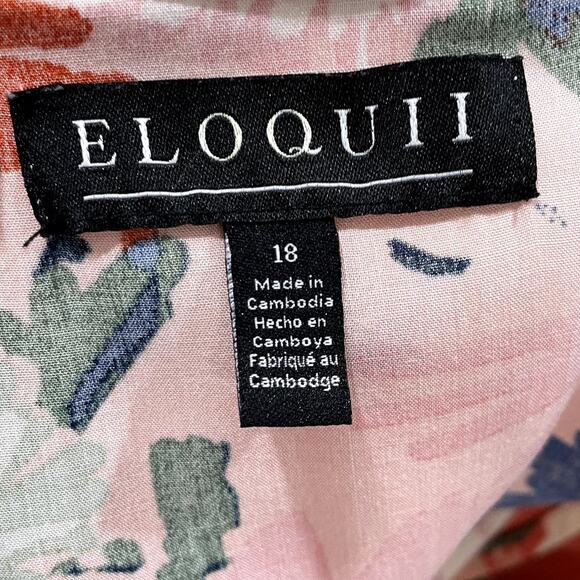 ELOQUII
18
Made in
Cambodia
Hecho en
Camboya
Fabriqué au
Cambodge